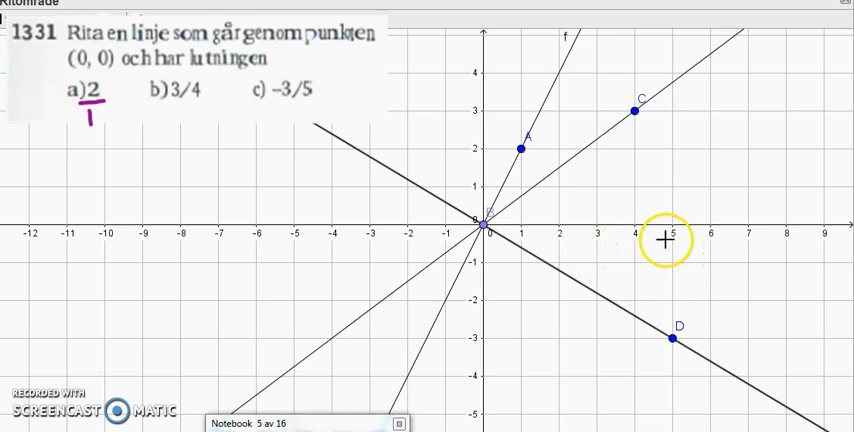 Ritområde
1331 Rita en linje som går genom punkten
(0, 0) och har lutningen
a) 2 b) 3/4 c) –3/5
1
f
4
3
2
1
0
-1
-2
-3
-4
-5
-12 -11 -10 -9 -8 -7 -6 -5 -4 -3 -2 -1 0 1 2 3 4 5 6 7 8 9
A
B
C
D
RECORDED WITH
SCREENCAST MATIC
Notebook 5 av 16